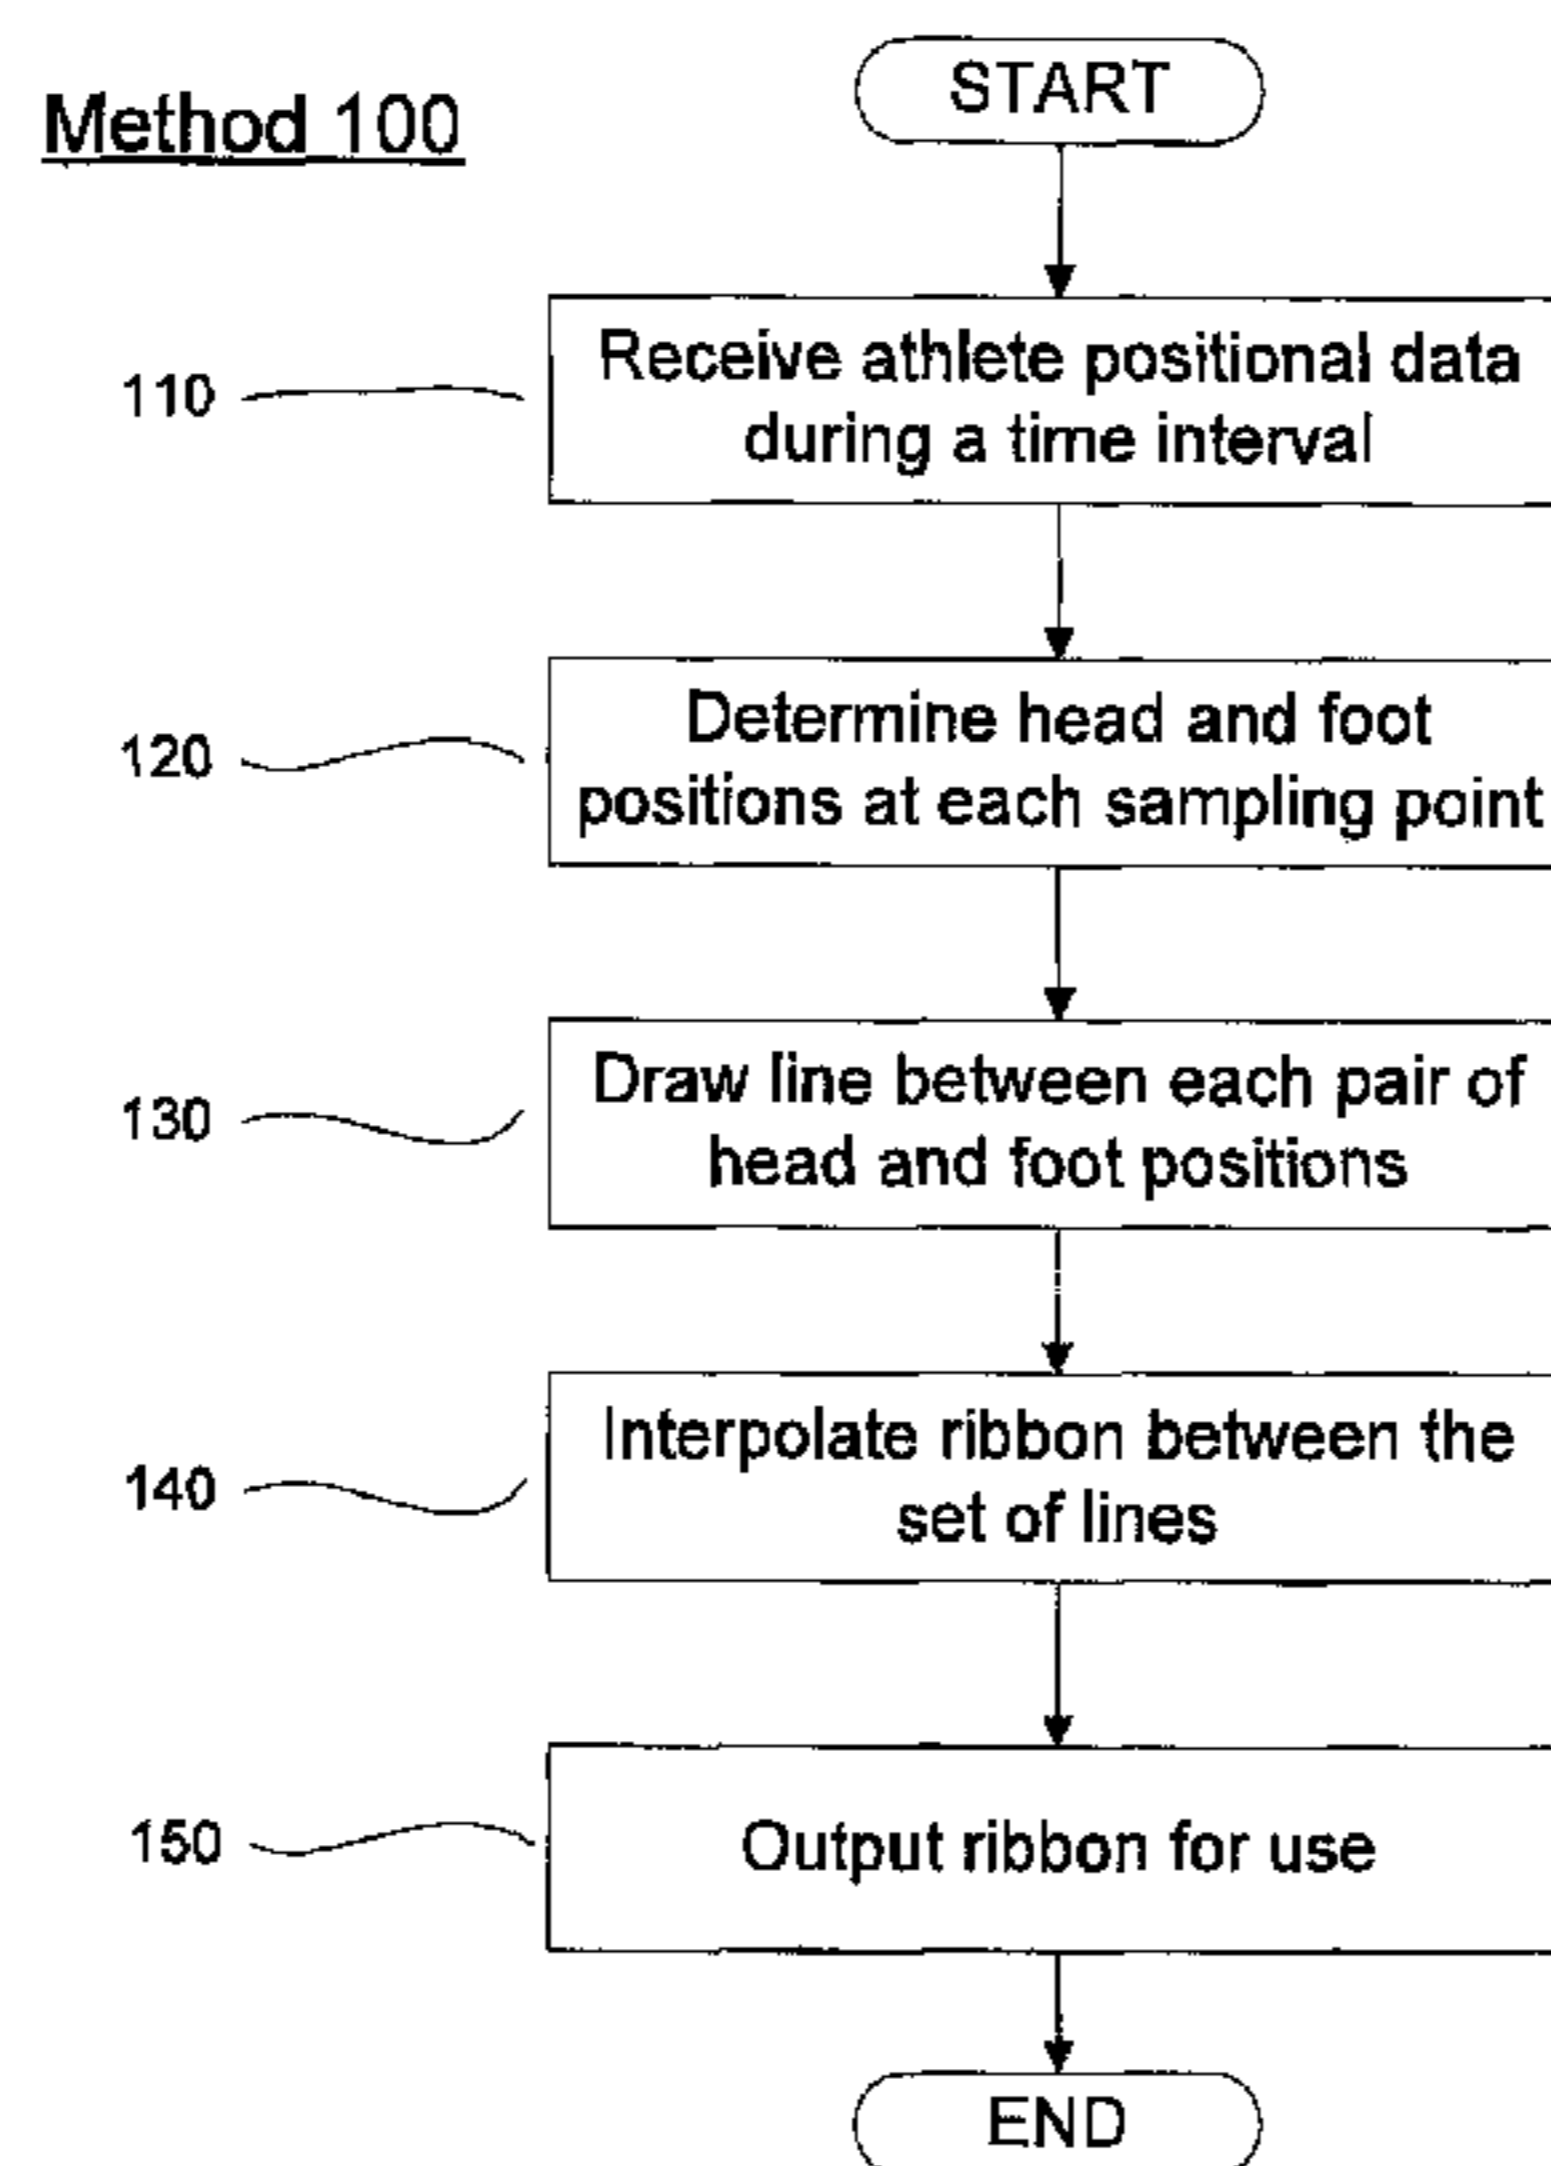 Method 100
START
110
Receive athlete positional data
during a time interval
120
Determine head and foot
positions at each sampling point
130
Draw line between each pair of
head and foot positions
140
Interpolate ribbon between the
set of lines
150
Output ribbon for use
END